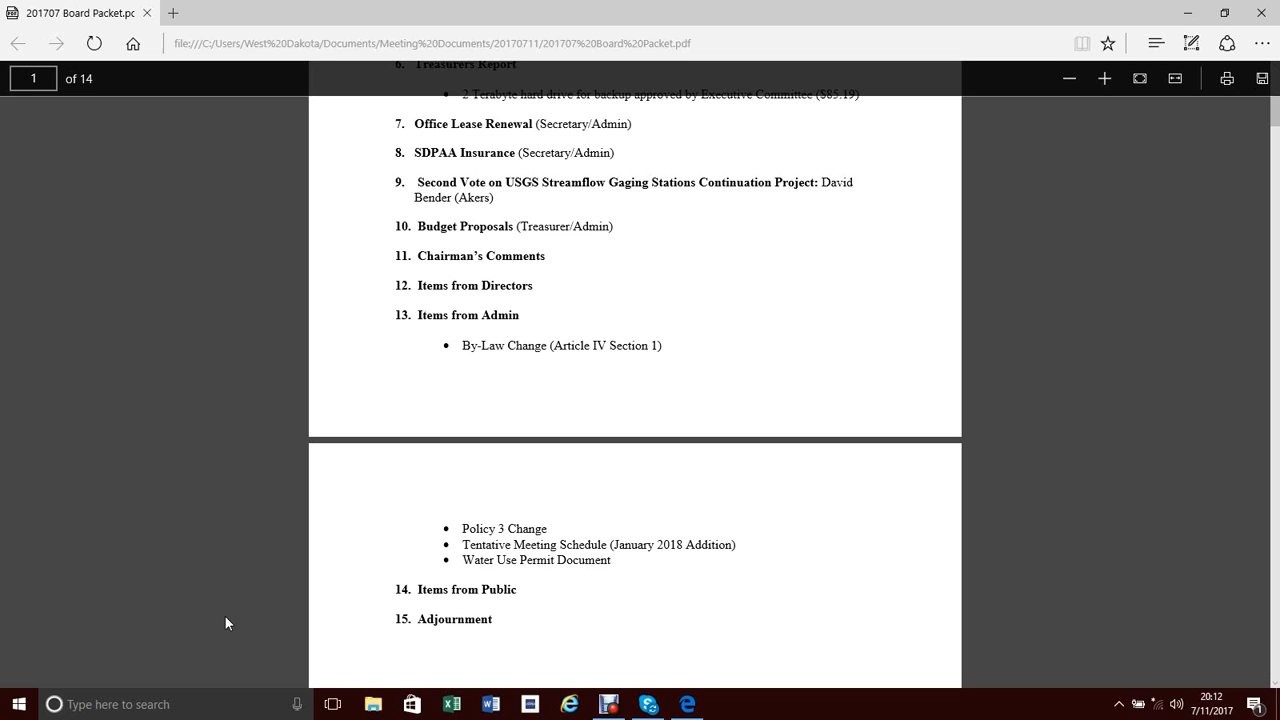 201707 Board Packet.pc
file:///C:/Users/West%20Dakota/Documents/Meeting%20Documents/20170711/201707%20Board%20Packet.pdf
1 of 14
6. Treasurers Report
• 2 Terabyte hard drive for backup approved by Executive Committee ($85.19)
7. Office Lease Renewal (Secretary/Admin)
8. SDPAA Insurance (Secretary/Admin)
9. Second Vote on USGS Streamflow Gaging Stations Continuation Project: David
Bender (Akers)
10. Budget Proposals (Treasurer/Admin)
11. Chairman’s Comments
12. Items from Directors
13. Items from Admin
• By-Law Change (Article IV Section 1)
• Policy 3 Change
• Tentative Meeting Schedule (January 2018 Addition)
• Water Use Permit Document
14. Items from Public
15. Adjournment
Type here to search
20:12
7/11/2017